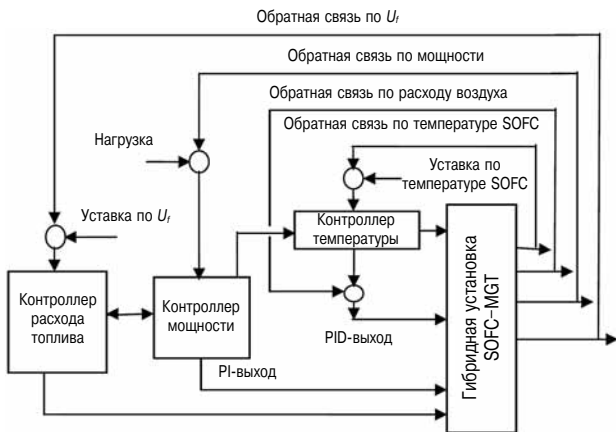 Обратная связь по U_f
Обратная связь по мощности
Обратная связь по расходу воздуха
Обратная связь по температуре SOFC
Нагрузка
Уставка по
температуре SOFC
Уставка по U_f
Контроллер
температуры
Контроллер
расхода
топлива
Контроллер
мощности
PID-выход
PI-выход
Гибридная установка
SOFC–MGT